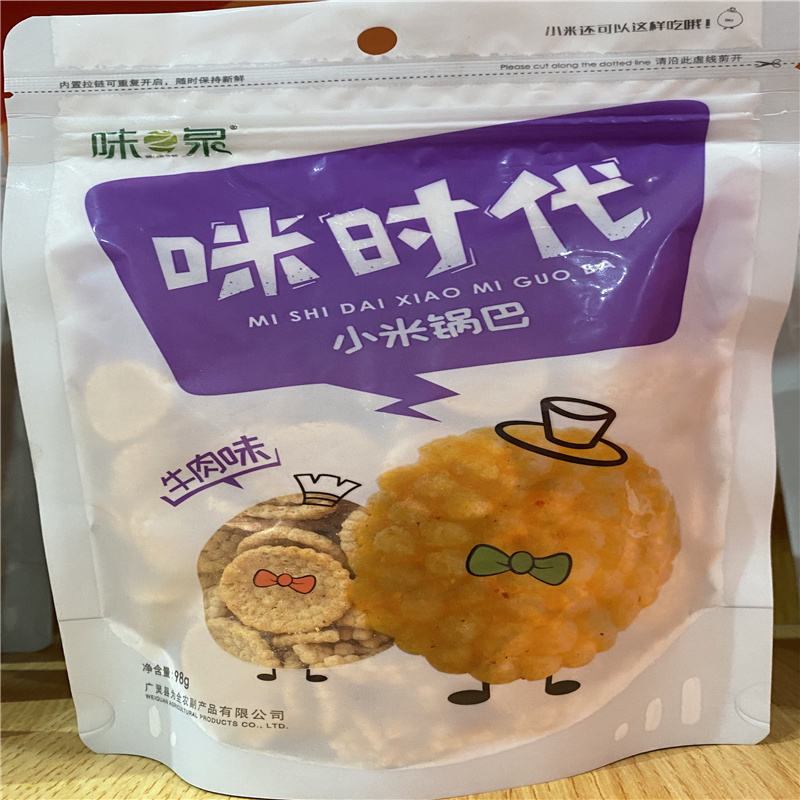 小米还可以这样吃哦!
Please cut along the dotted line 请沿此虚线剪开
内置拉链可重复开启,随时保持新鲜
味之泉®
咪时代
MI SHI DAI XIAO MI GUO BA
小米锅巴
牛肉味
净含量:98g
广灵县为全农副产品有限公司
WEIQUAN AGRICULTURAL PRODUCTS CO., LTD.